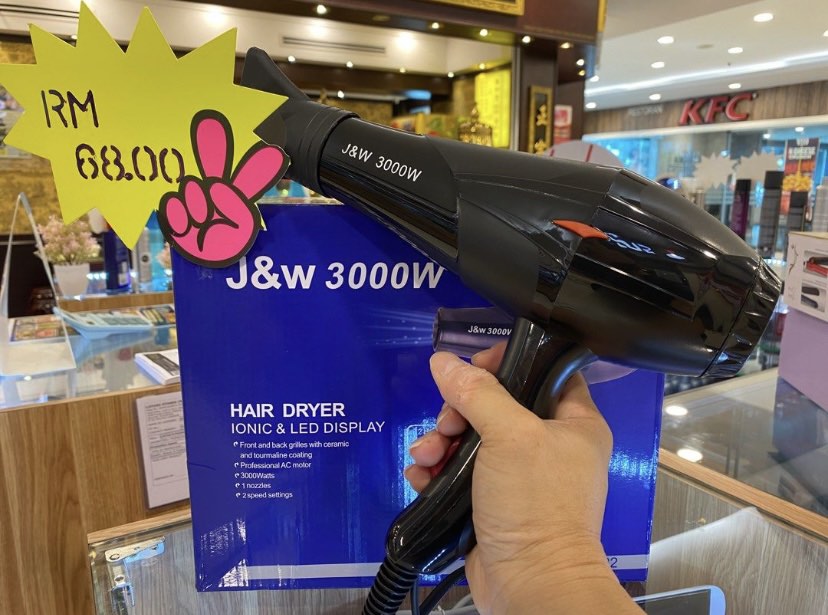 RM
68.00
KFC
J&W 3000W
J&w 3000W
J&w 3000W
HAIR DRYER
IONIC & LED DISPLAY
Front and back grilles with ceramic
and tourmaline coating
Professional AC motor
3000Watts
1 nozzles
2 speed settings